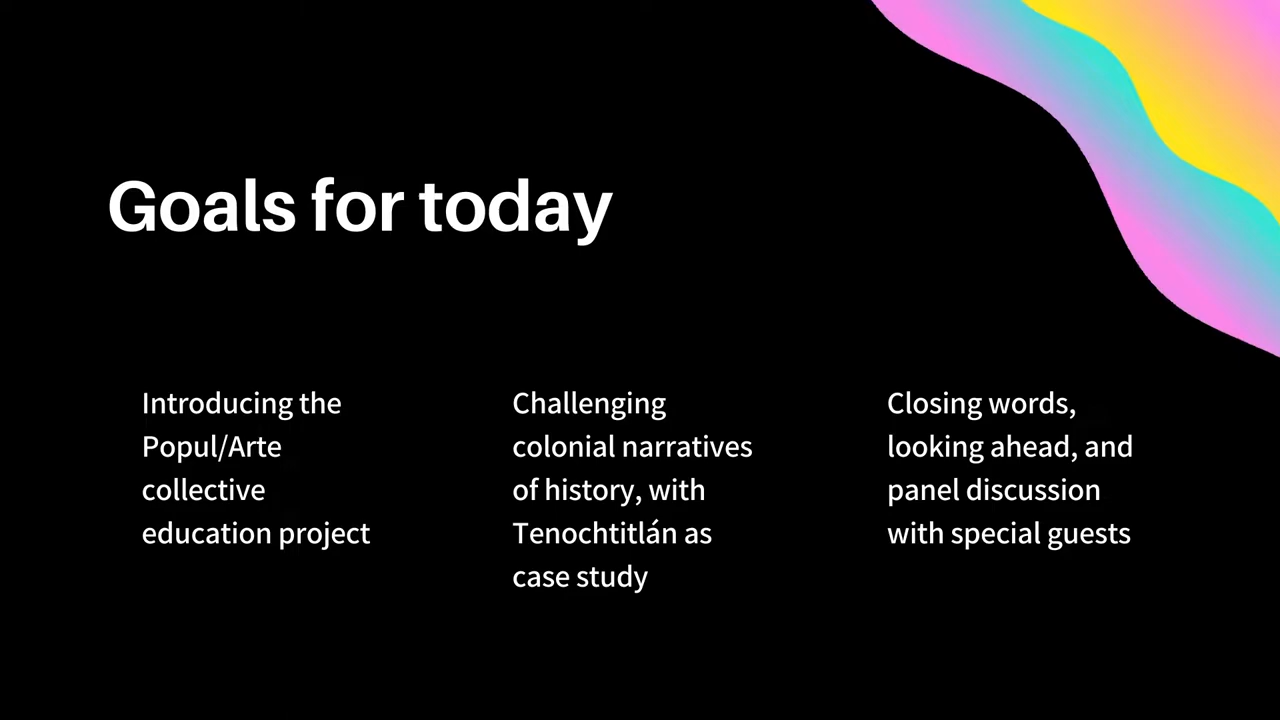 Goals for today
Introducing the
Popul/Arte
collective
education project
Challenging
colonial narratives
of history, with
Tenochtitlán as
case study
Closing words,
looking ahead, and
panel discussion
with special guests